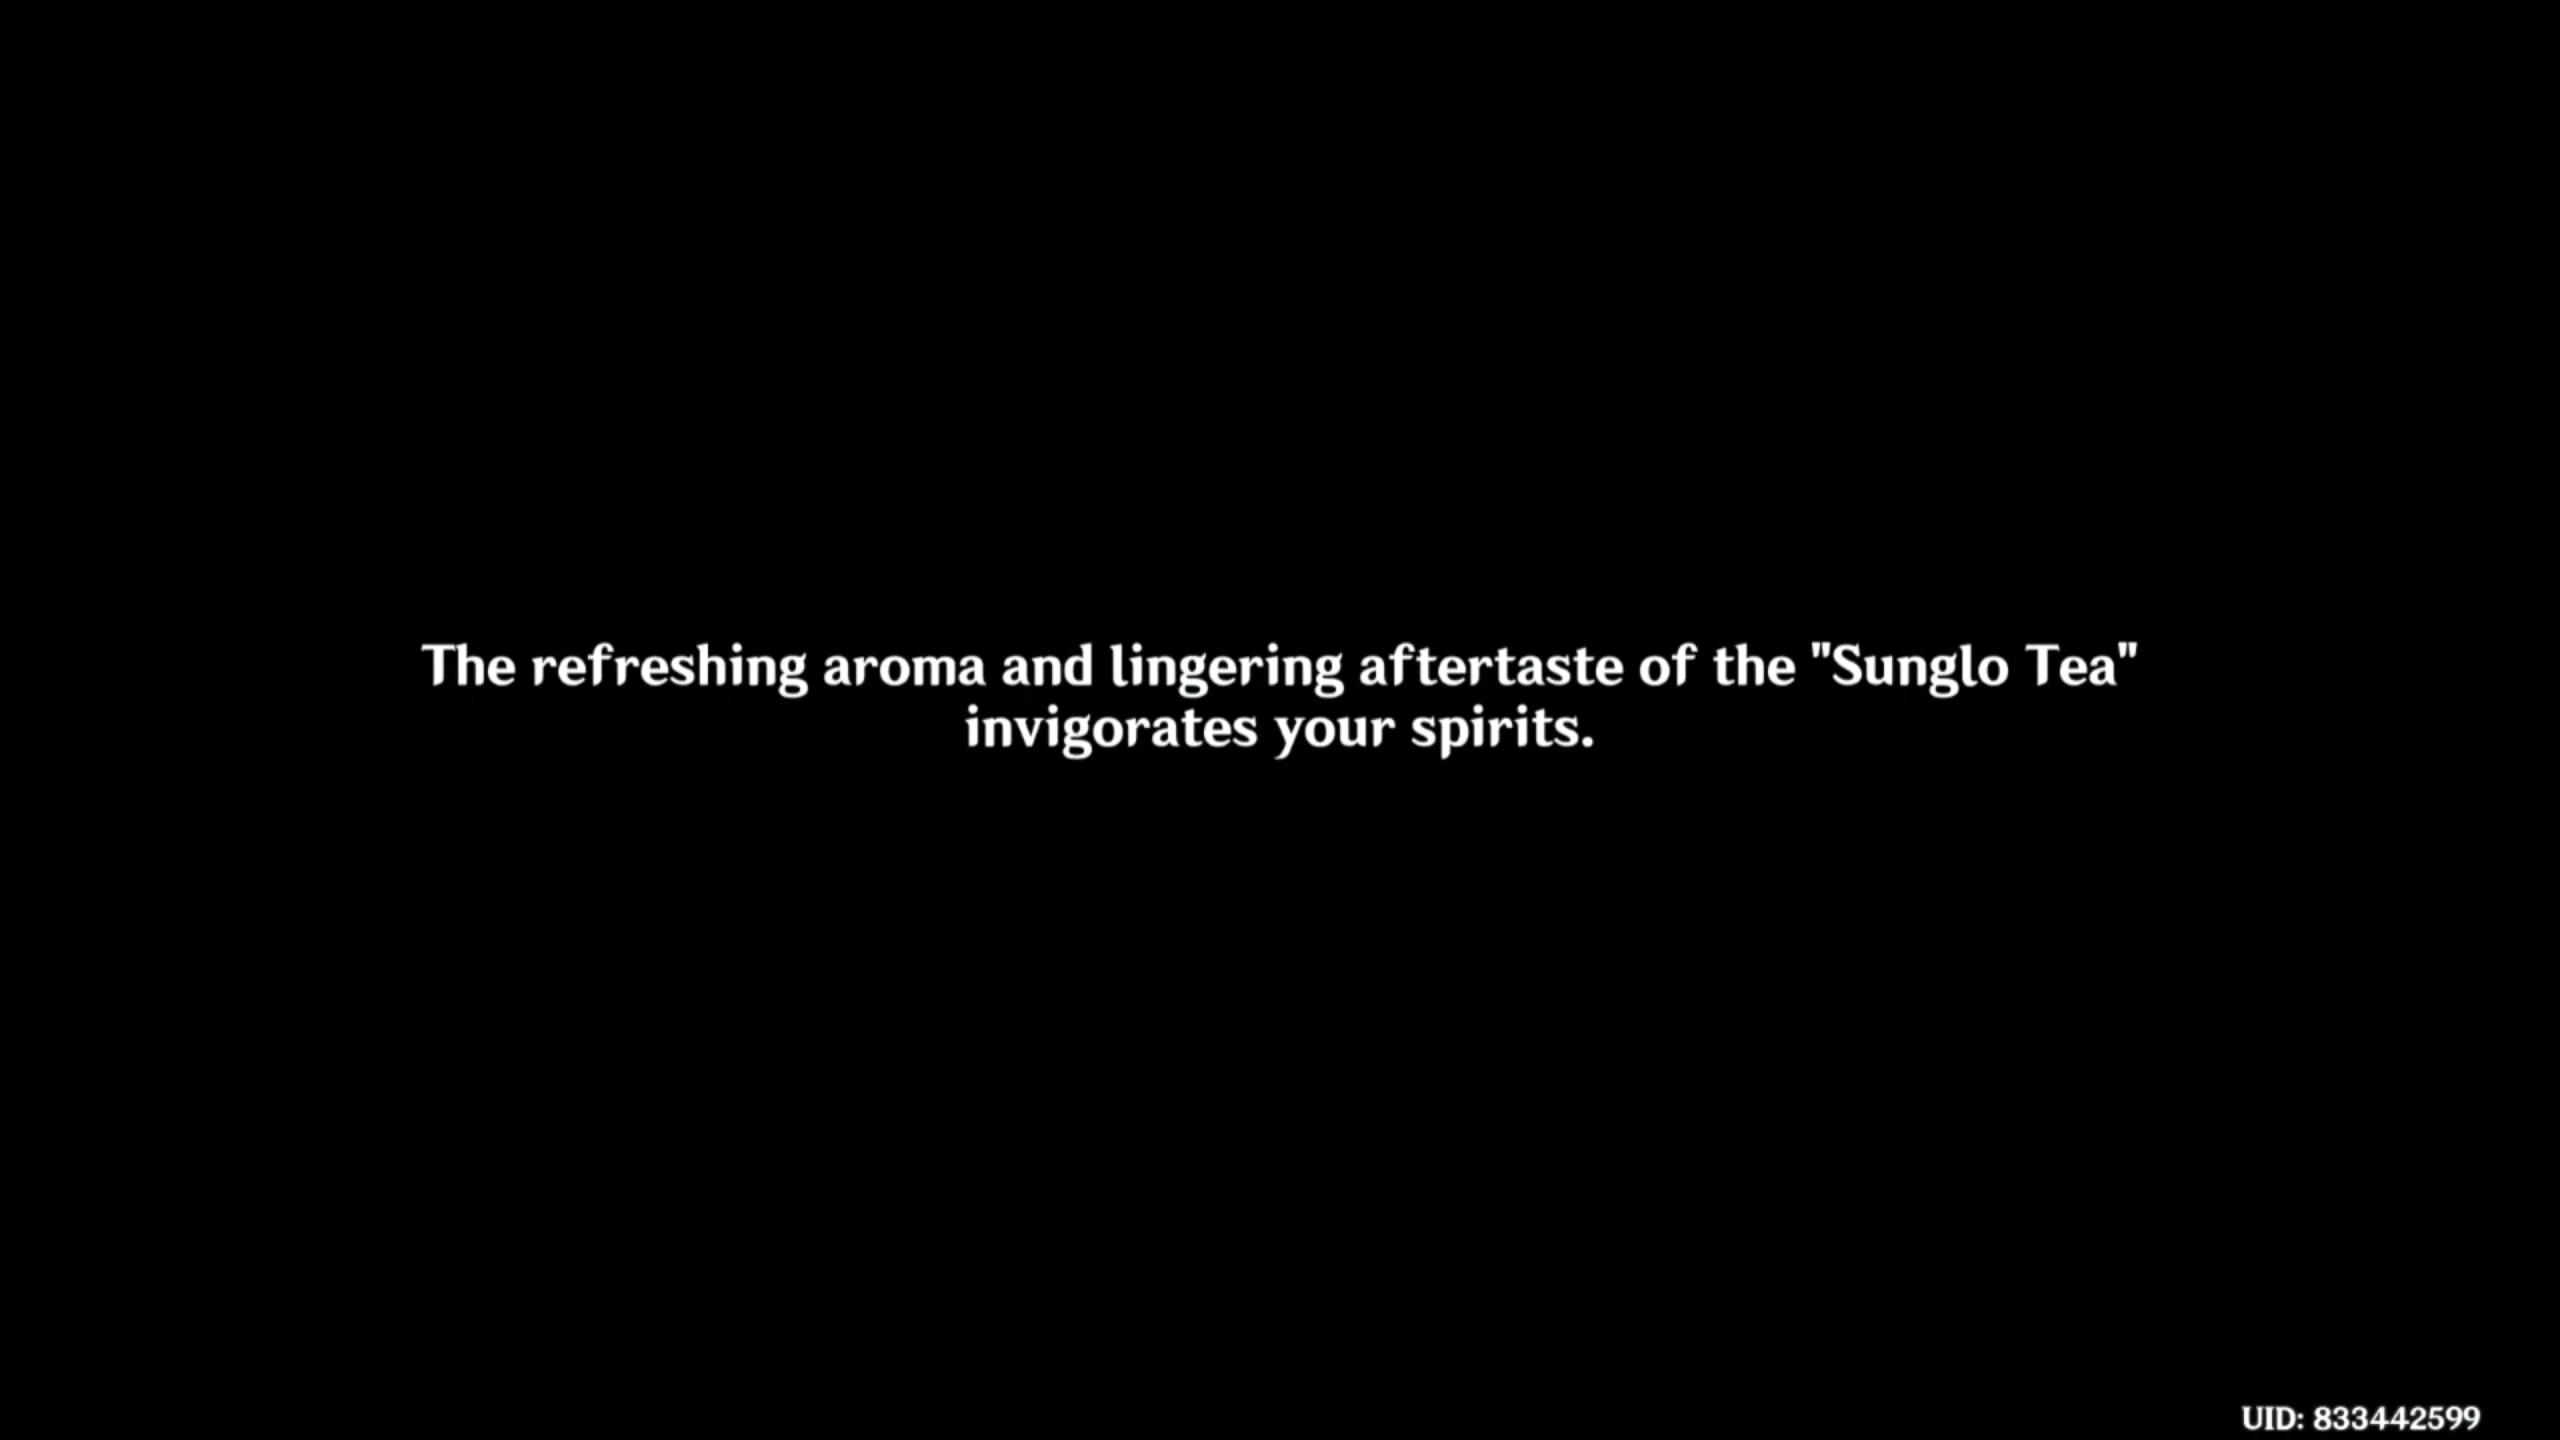 The refreshing aroma and lingering aftertaste of the "Sunglo Tea"
invigorates your spirits.
UID: 833442599